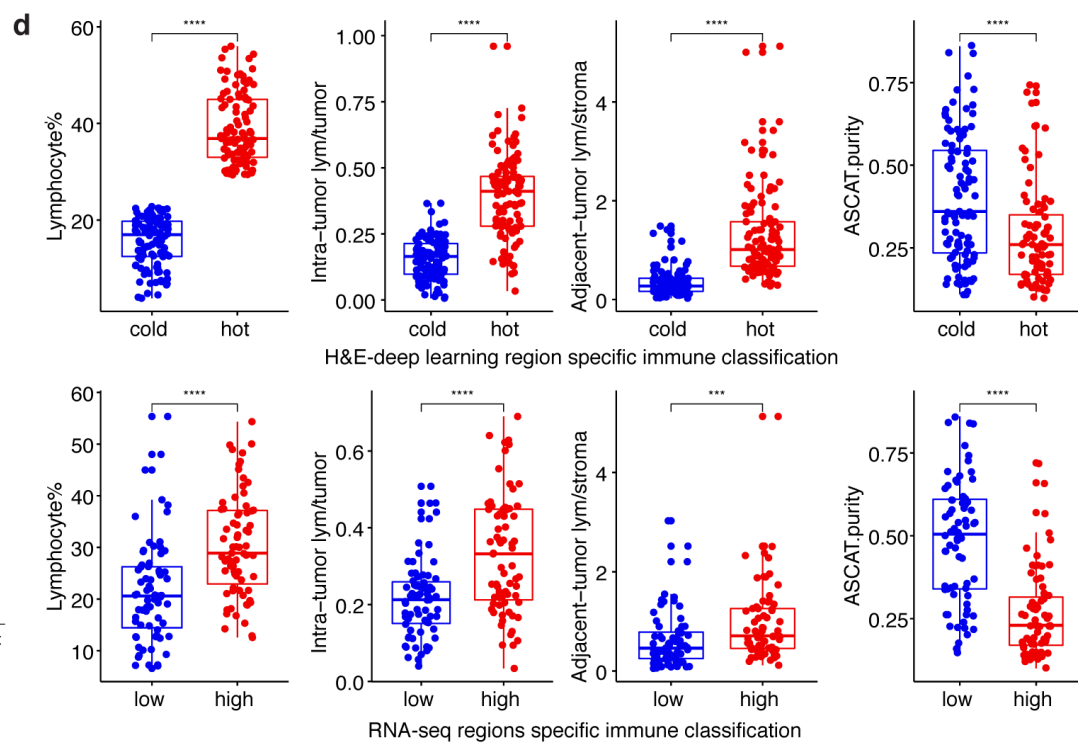 d
**** **** **** ****
Lymphocyte%
60
40
20
cold hot
Intra−tumor lym/tumor
1.00
0.75
0.50
0.25
0.00
cold hot
Adjacent−tumor lym/stroma
4
2
0
cold hot
ASCAT.purity
0.75
0.50
0.25
cold hot
H&E-deep learning region specific immune classification
**** **** *** ****
Lymphocyte%
60
50
40
30
20
10
low high
Intra−tumor lym/tumor
0.6
0.4
0.2
0.0
low high
Adjacent−tumor lym/stroma
4
2
0
low high
ASCAT.purity
0.75
0.50
0.25
low high
RNA-seq regions specific immune classification